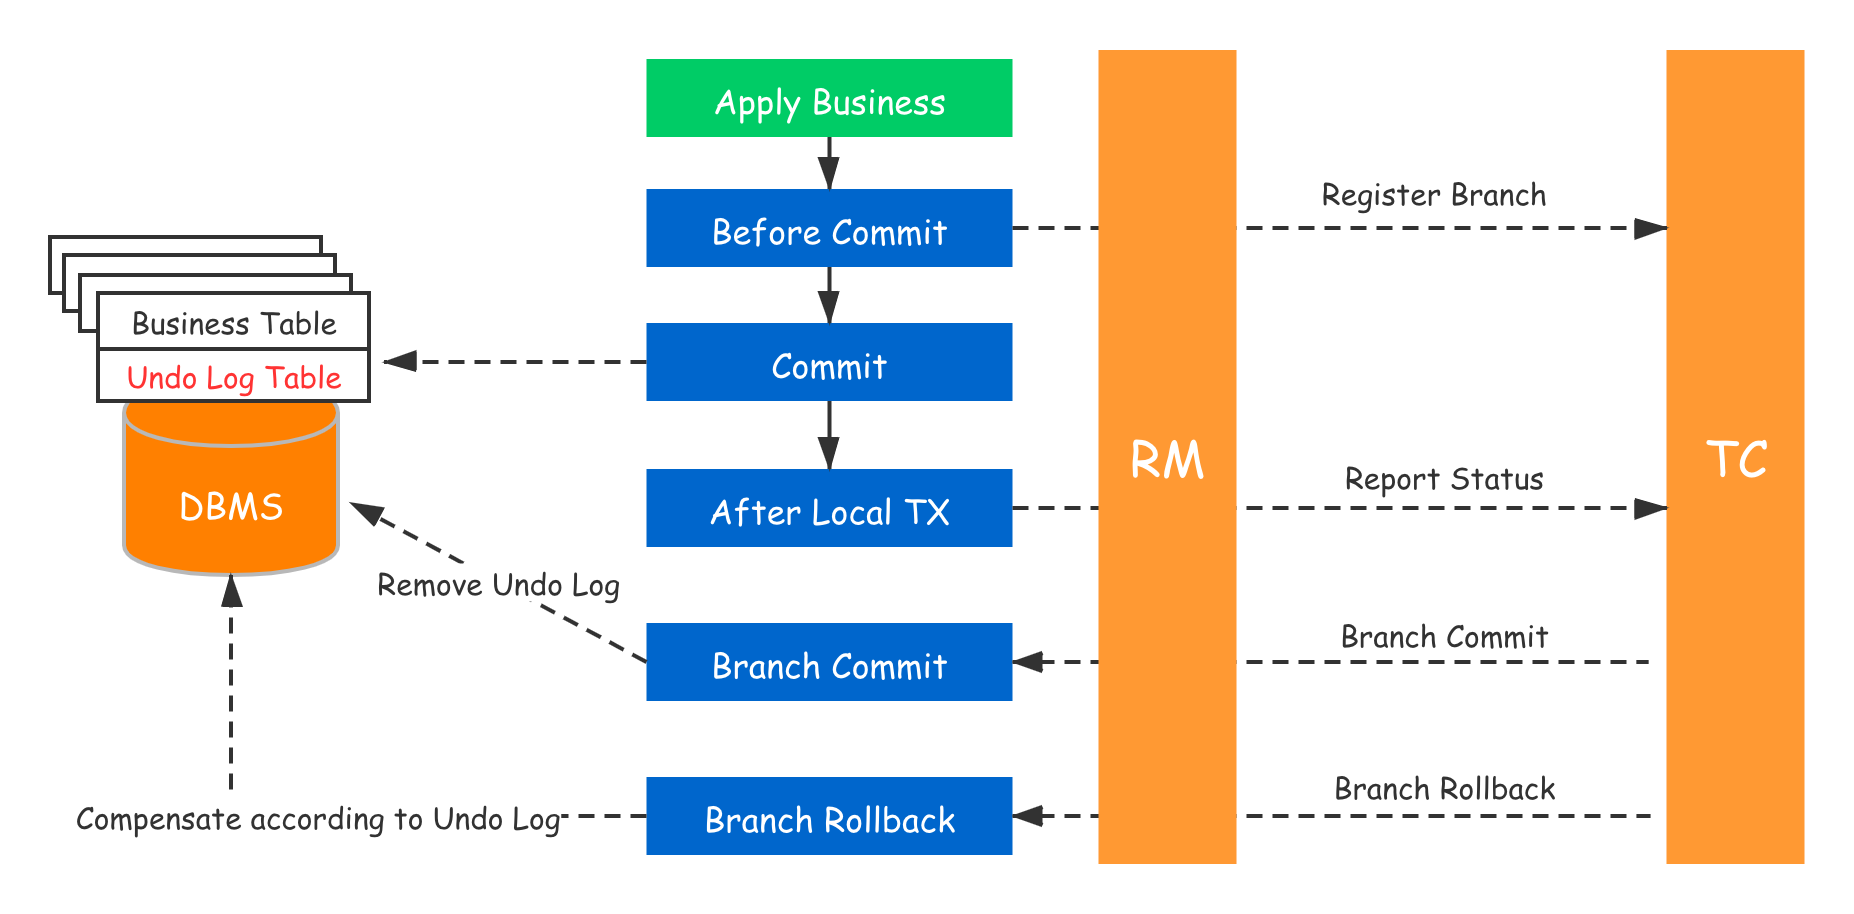 Apply Business
Before Commit
Register Branch
Business Table
Undo Log Table
Commit
RM
TC
DBMS
After Local TX
Report Status
Remove Undo Log
Branch Commit
Branch Commit
Compensate according to Undo Log
Branch Rollback
Branch Rollback